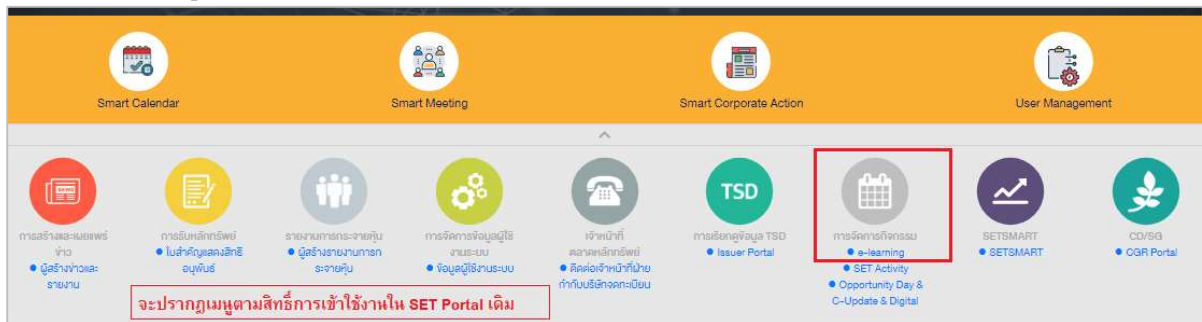 Smart Calendar
Smart Meeting
Smart Corporate Action
User Management
TSD
การสร้างและเผยแพร่
ข่าว
• ผู้สร้างข่าวและ
รายงาน
การรับหลักทรัพย์
• ใบสำคัญแสดงสิทธิ
อนุพันธ์
รายงานการกระจายหุ้น
• ผู้สร้างรายงานการก
ระจายหุ้น
การจัดการข้อมูลผู้ใช้
งานระบบ
• ข้อมูลผู้ใช้งานระบบ
เจ้าหน้าที่
ตลาดหลักทรัพย์
• ติดต่อเจ้าหน้าที่ฝ่าย
กำกับบริษัทจดทะเบียน
การเรียกดูข้อมูล TSD
• Issuer Portal
การจัดการกิจกรรม
• e-learning
• SET Activity
• Opportunity Day &
C-Update & Digital
SETSMART
• SETSMART
CD/SG
• CGR Portal
จะปรากฏเมนูตามสิทธิ์การเข้าใช้งานใน SET Portal เดิม